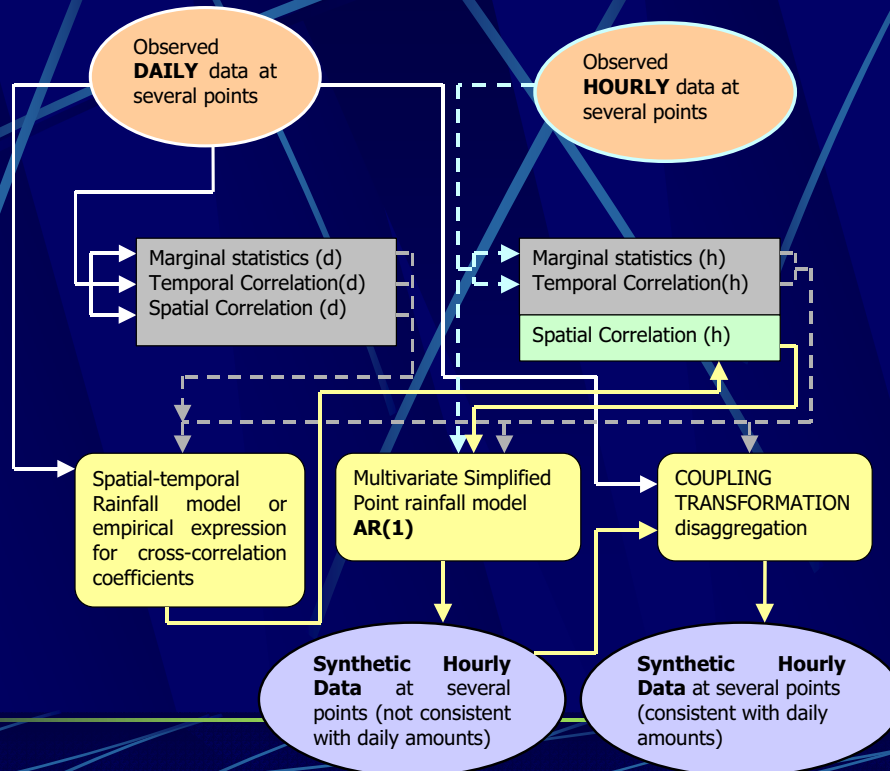 Observed
DAILY data at
several points
Observed
HOURLY data at
several points
Marginal statistics (d)
Temporal Correlation(d)
Spatial Correlation (d)
Marginal statistics (h)
Temporal Correlation(h)
Spatial Correlation (h)
Spatial-temporal
Rainfall model or
empirical expression
for cross-correlation
coefficients
Multivariate Simplified
Point rainfall model
AR(1)
COUPLING
TRANSFORMATION
disaggregation
Synthetic Hourly
Data at several
points (not consistent
with daily amounts)
Synthetic Hourly
Data at several points
(consistent with daily
amounts)